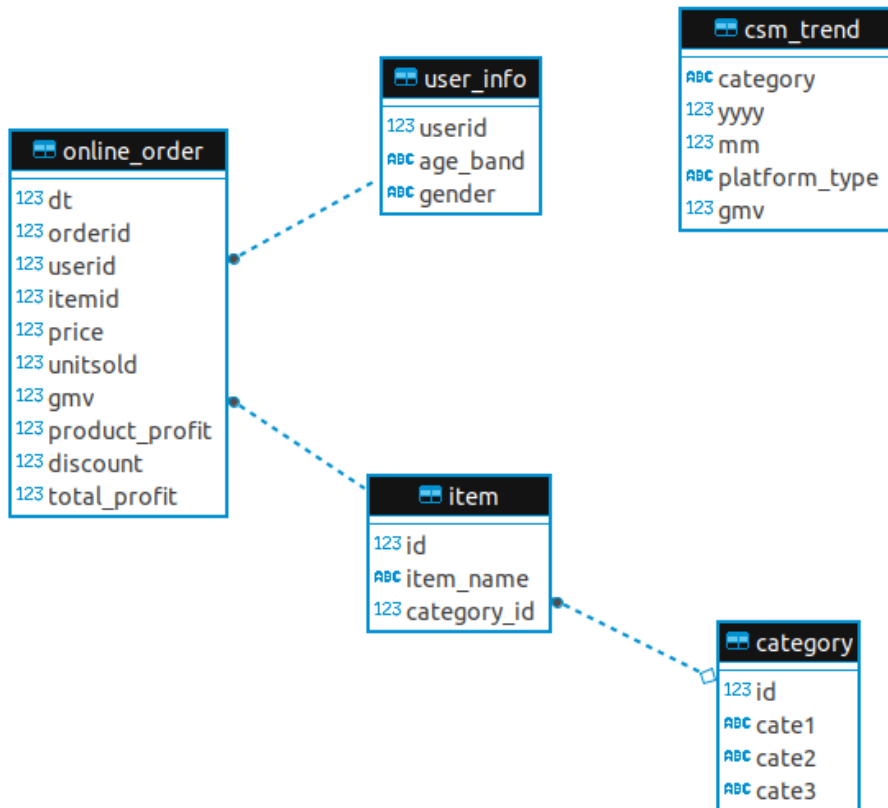 online_order
123 dt
123 orderid
123 userid
123 itemid
123 price
123 unitsold
123 gmv
123 product_profit
123 discount
123 total_profit
user_info
123 userid
ABC age_band
ABC gender
csm_trend
ABC category
123 yyyy
123 mm
ABC platform_type
123 gmv
item
123 id
ABC item_name
123 category_id
category
123 id
ABC cate1
ABC cate2
ABC cate3